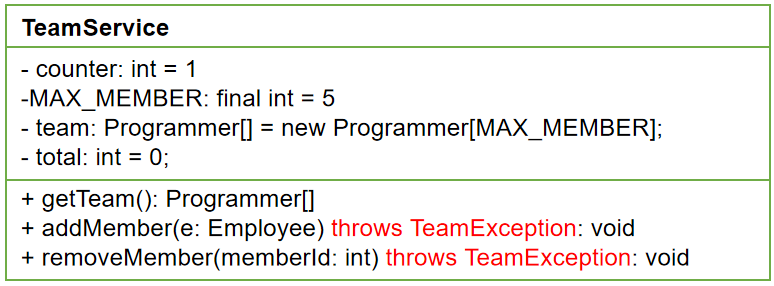 TeamService
- counter: int = 1
-MAX_MEMBER: final int = 5
- team: Programmer[] = new Programmer[MAX_MEMBER];
- total: int = 0;
+ getTeam(): Programmer[]
+ addMember(e: Employee) throws TeamException: void
+ removeMember(memberId: int) throws TeamException: void